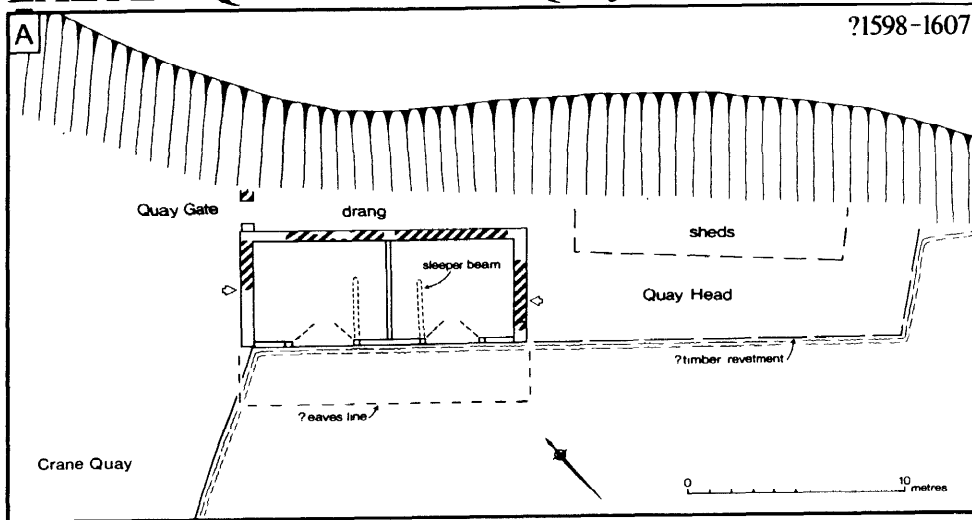 A
?1598-1607
Quay Gate
drang
sheds
sleeper beam
Quay Head
?timber revetment
?eaves line
Crane Quay
0 10 metres